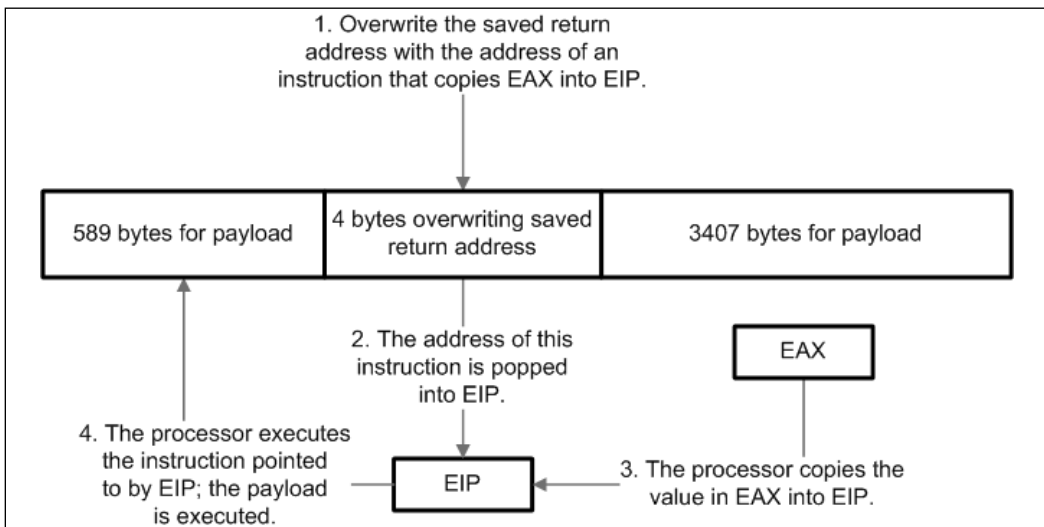 1. Overwrite the saved return
address with the address of an
instruction that copies EAX into EIP.
589 bytes for payload
4 bytes overwriting saved
return address
3407 bytes for payload
2. The address of this
instruction is popped
into EIP.
EAX
4. The processor executes
the instruction pointed
to by EIP; the payload
is executed.
EIP
3. The processor copies the
value in EAX into EIP.